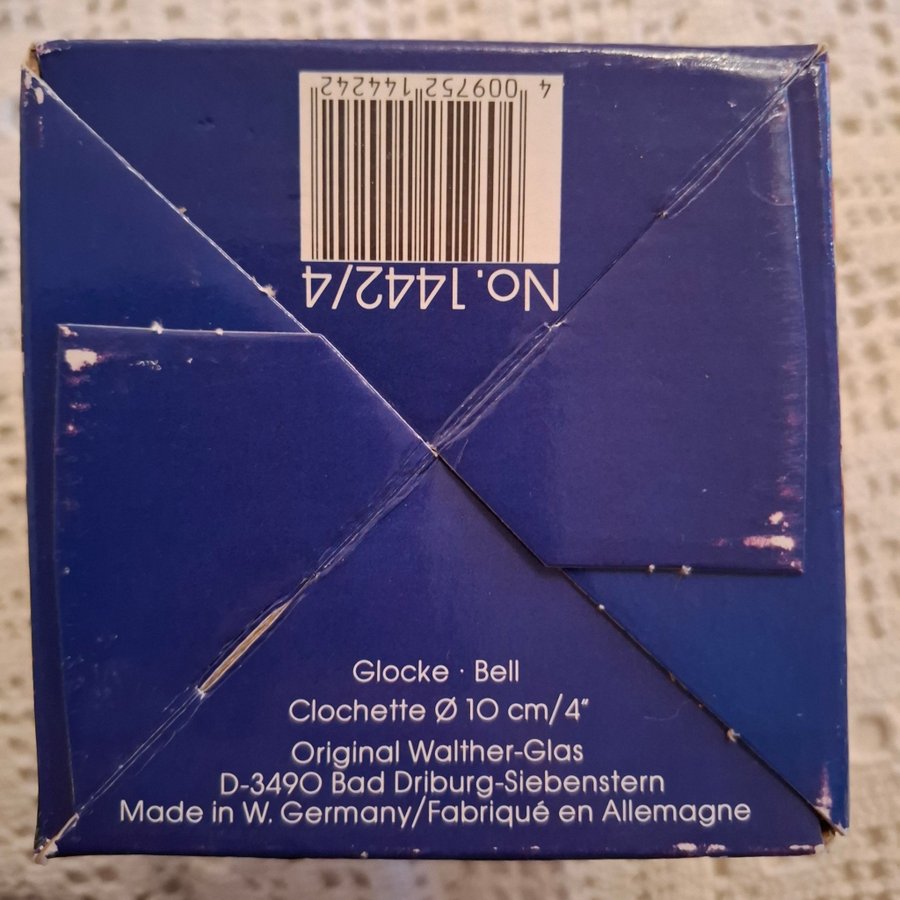 No.1442/4
4 009752 144242
Glocke · Bell
Clochette Ø 10 cm/4“
Original Walther-Glas
D-3490 Bad Driburg-Siebenstern
Made in W. Germany/Fabriqué en Allemagne